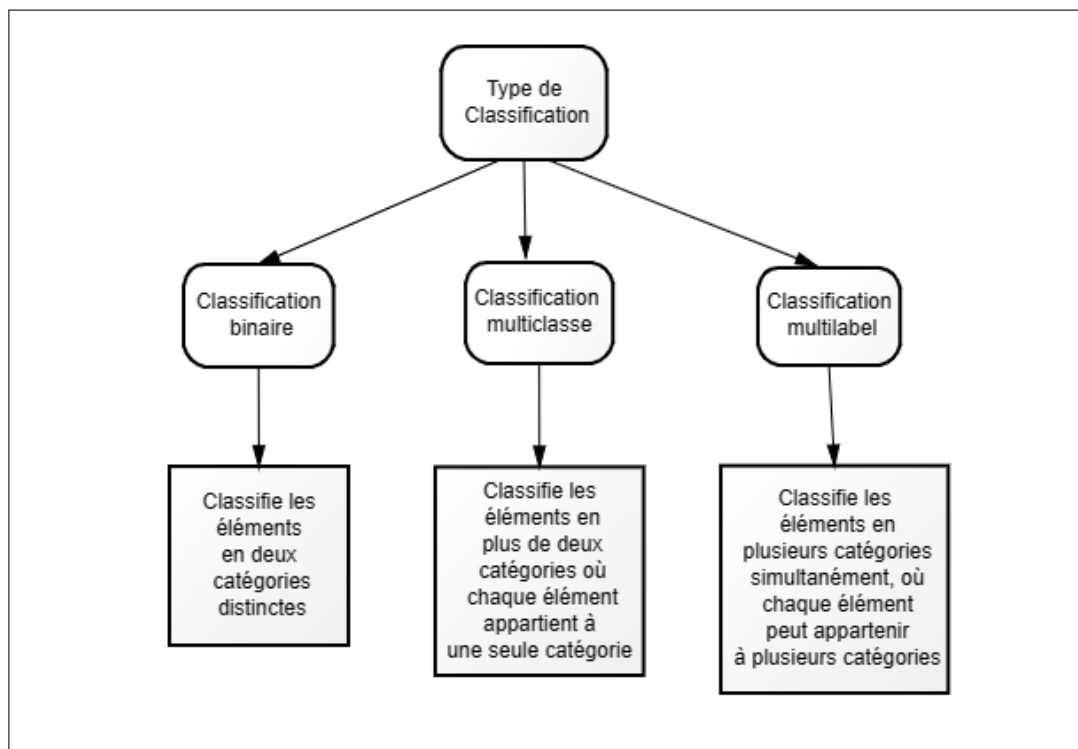 Type de
Classification
Classification
binaire
Classification
multiclasse
Classification
multilabel
Classifie les
éléments
en deux
catégories
distinctes
Classifie les
éléments en
plus de deux
catégories où
chaque élément
appartient à
une seule catégorie
Classifie les
éléments en
plusieurs catégories
simultanément, où
chaque élément
peut appartenir
à plusieurs catégories